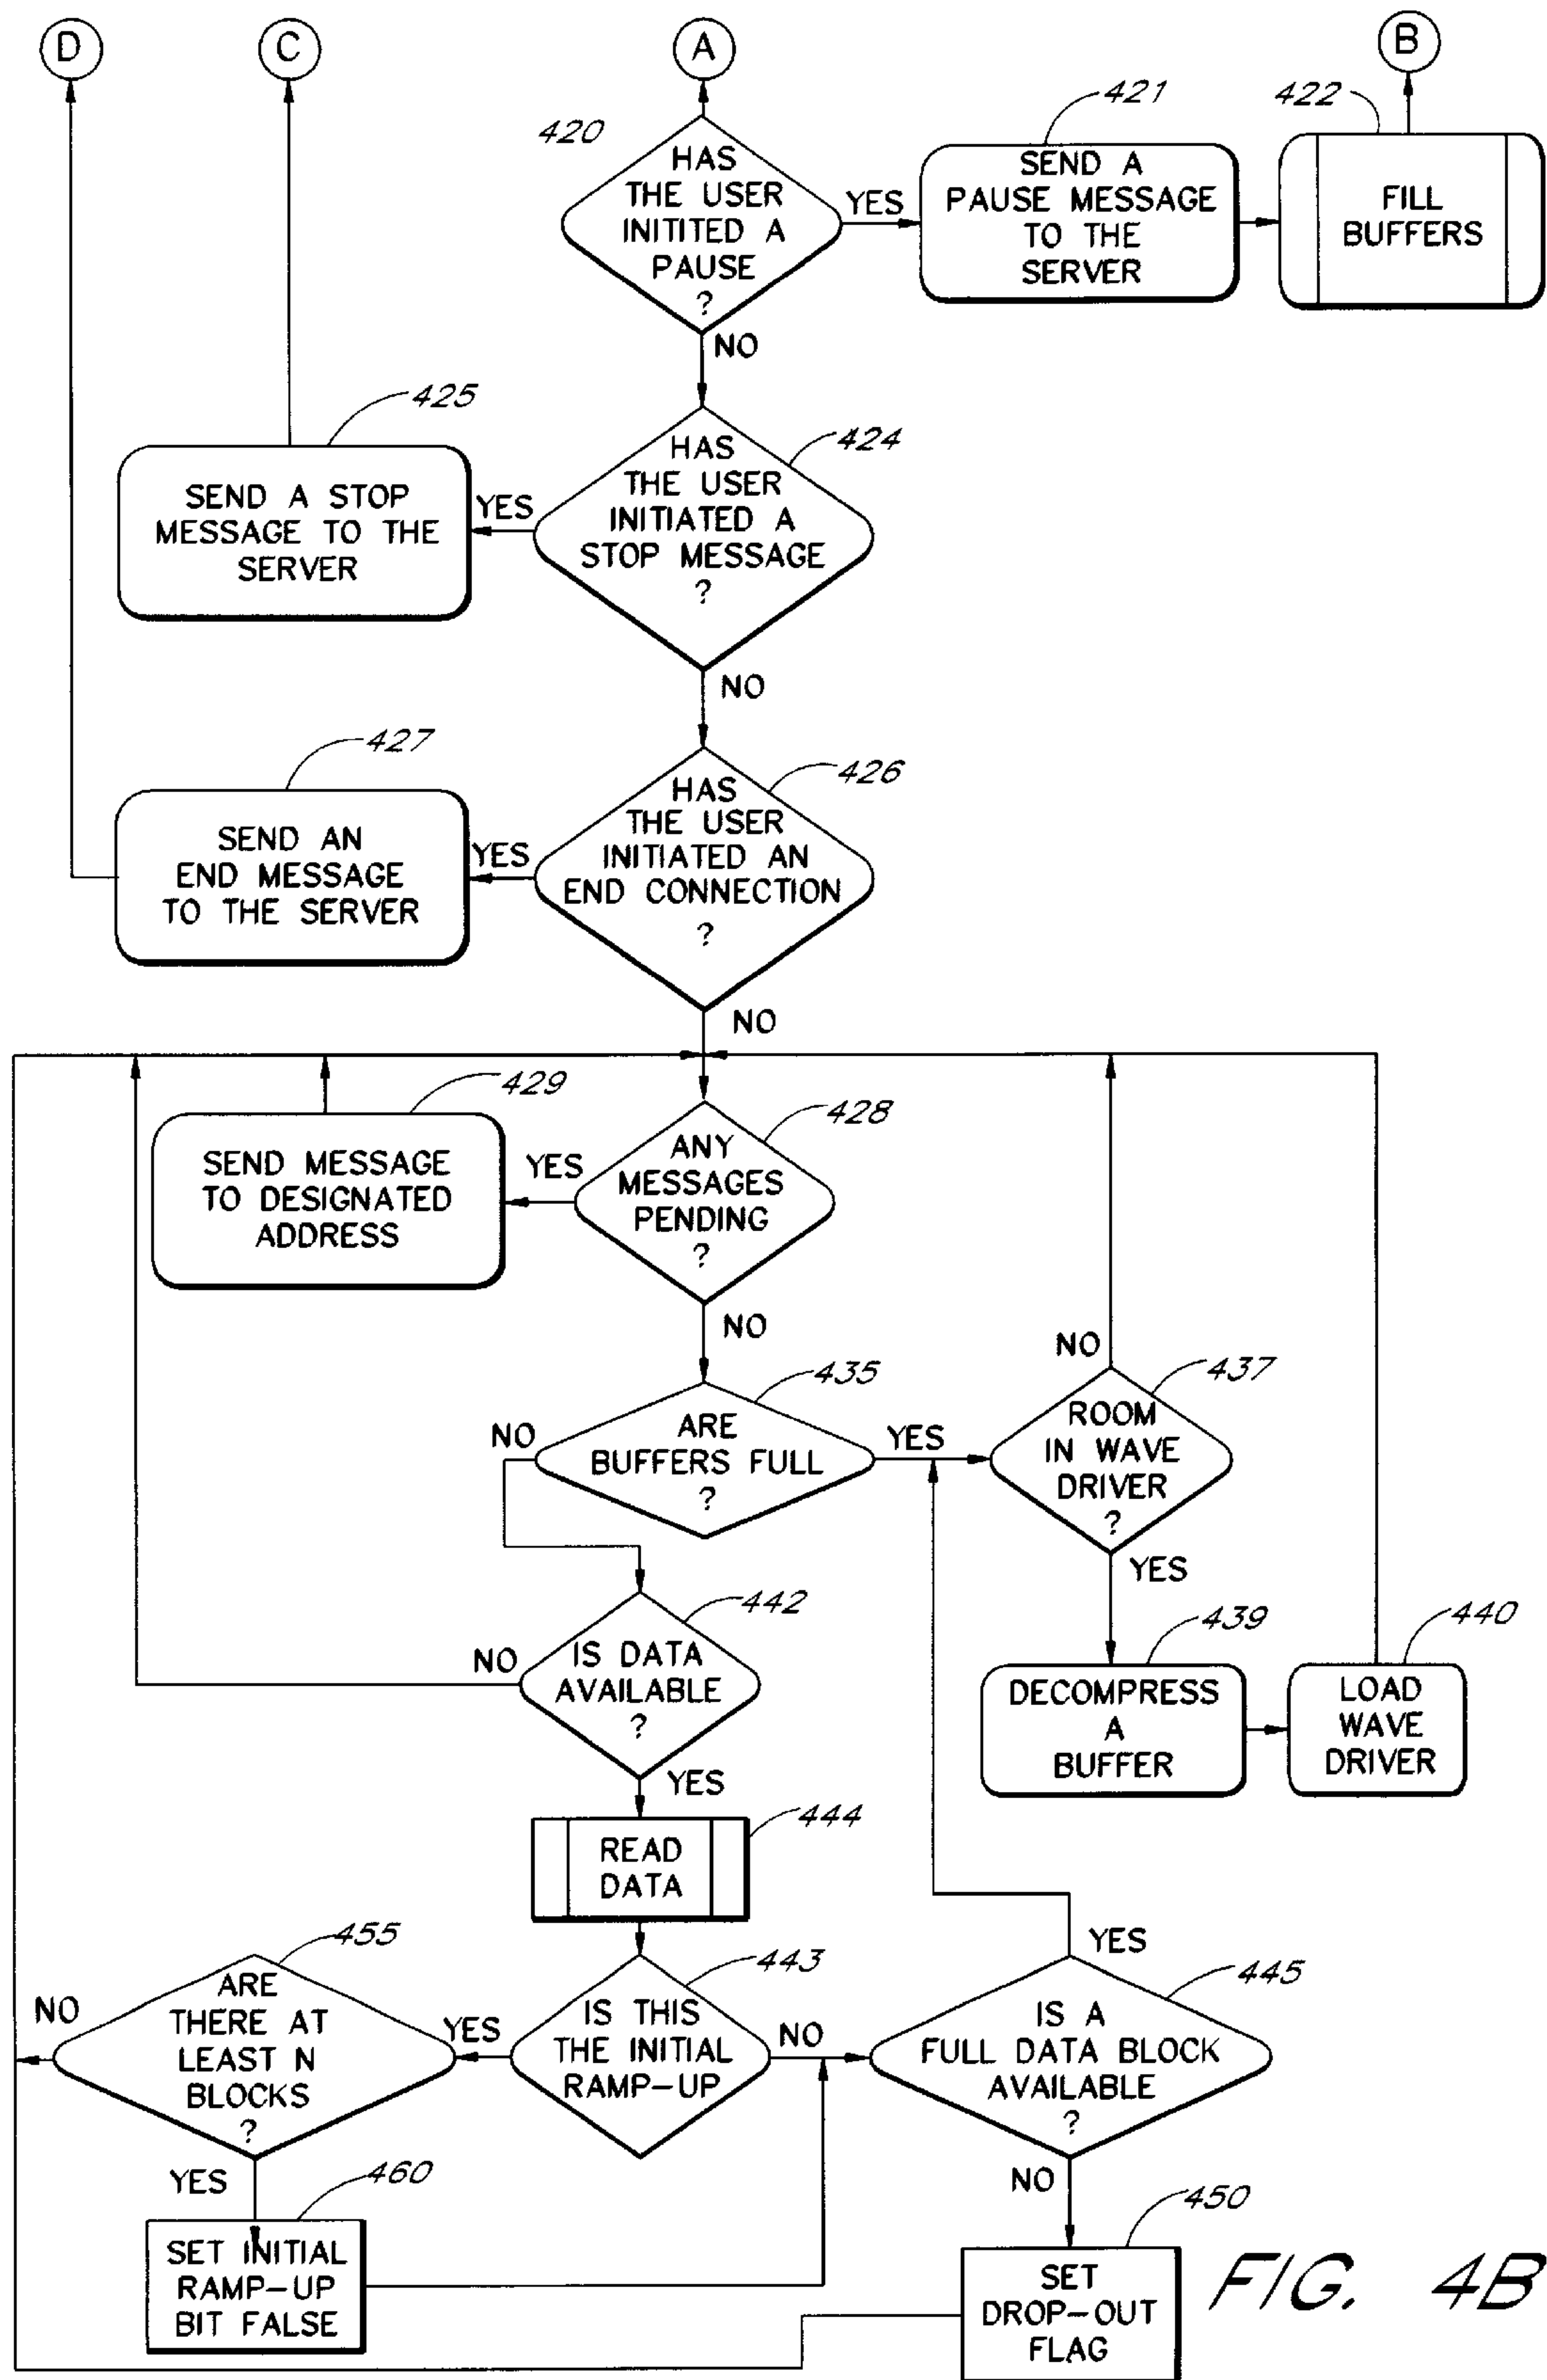 D
C
A
B
420
HAS
THE USER
INITITED A
PAUSE
?
YES
NO
421
SEND A
PAUSE MESSAGE
TO THE
SERVER
422
FILL
BUFFERS
425
SEND A STOP
MESSAGE TO THE
SERVER
YES
424
HAS
THE USER
INITIATED A
STOP MESSAGE
?
NO
427
SEND AN
END MESSAGE
TO THE SERVER
YES
426
HAS
THE USER
INITIATED AN
END CONNECTION
?
NO
429
SEND MESSAGE
TO DESIGNATED
ADDRESS
YES
428
ANY
MESSAGES
PENDING
?
NO
435
NO
ARE
BUFFERS FULL
?
YES
NO
437
ROOM
IN WAVE
DRIVER
?
YES
442
NO
IS DATA
AVAILABLE
?
YES
439
DECOMPRESS
A
BUFFER
440
LOAD
WAVE
DRIVER
444
READ
DATA
455
NO
ARE
THERE AT
LEAST N
BLOCKS
?
YES
443
YES
IS THIS
THE INITIAL
RAMP-UP
NO
YES
445
IS A
FULL DATA BLOCK
AVAILABLE
?
NO
460
SET INITIAL
RAMP-UP
BIT FALSE
450
SET
DROP-OUT
FLAG
FIG. 4B